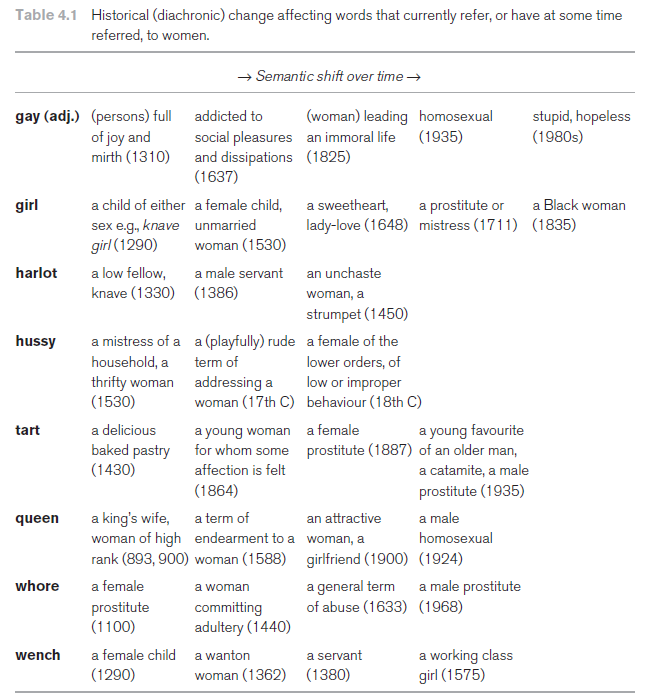 Table 4.1 Historical (diachronic) change affecting words that currently refer, or have at some time
referred, to women.
→ Semantic shift over time →
gay (adj.) (persons) full addicted to (woman) leading homosexual stupid, hopeless
of joy and social pleasures an immoral life (1935) (1980s)
mirth (1310) and dissipations (1825)
(1637)
girl a child of either a female child, a sweetheart, a prostitute or a Black woman
sex e.g., knave unmarried lady-love (1648) mistress (1711) (1835)
girl (1290) woman (1530)
harlot a low fellow, a male servant an unchaste
knave (1330) (1386) woman, a
strumpet (1450)
hussy a mistress of a a (playfully) rude a female of the
household, a term of lower orders, of
thrifty woman addressing a low or improper
(1530) woman (17th C) behaviour (18th C)
tart a delicious a young woman a female a young favourite
baked pastry for whom some prostitute (1887) of an older man,
(1430) affection is felt a catamite, a male
(1864) prostitute (1935)
queen a king's wife, a term of an attractive a male
woman of high endearment to a woman, a homosexual
rank (893, 900) woman (1588) girlfriend (1900) (1924)
whore a female a woman a general term a male prostitute
prostitute committing of abuse (1633) (1968)
(1100) adultery (1440)
wench a female child a wanton a servant a working class
(1290) woman (1362) (1380) girl (1575)